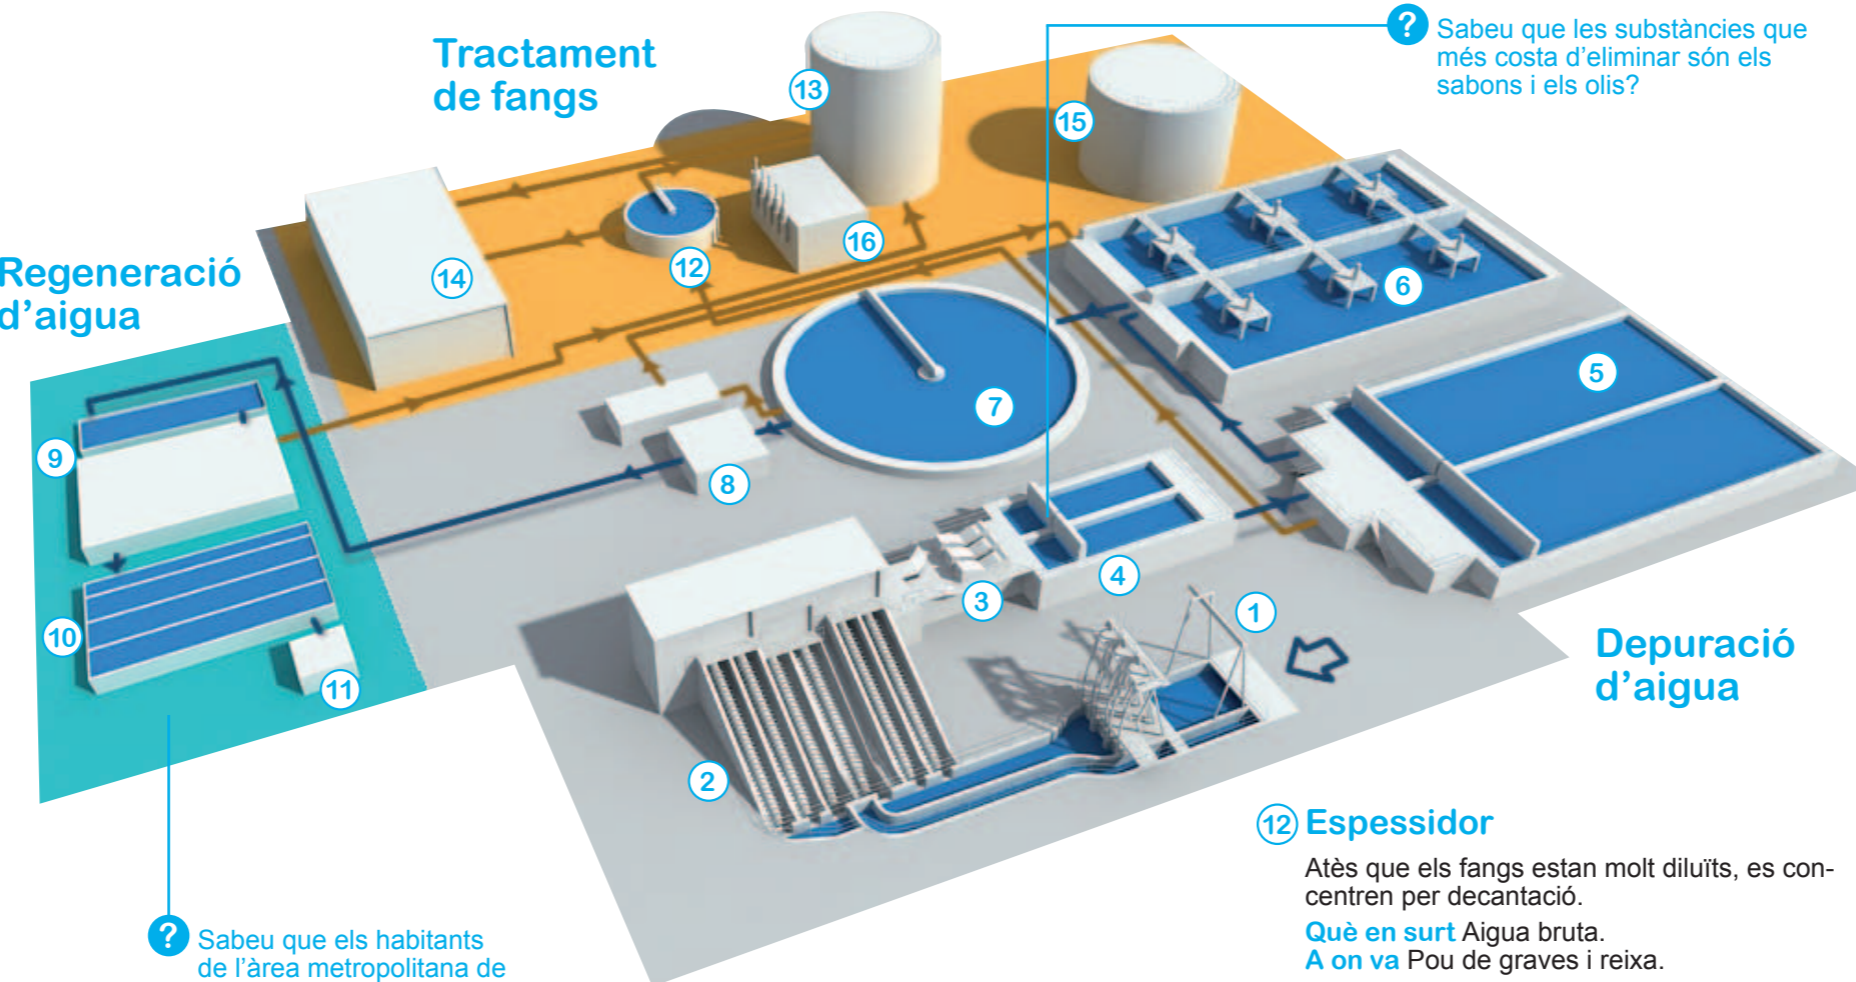 Tractament
de fangs
? Sabeu que les substàncies que
més costa d'eliminar són els
sabons i els olis?
Regeneració
d'aigua
13
15
16
12
14
6
5
7
9
8
4
3
1
10
11
2
Depuració
d'aigua
12 Espessidor
Atès que els fangs estan molt diluïts, es con-
centren per decantació.
Què en surt Aigua bruta.
A on va Pou de graves i reixa.
? Sabeu que els habitants
de l'àrea metropolitana de